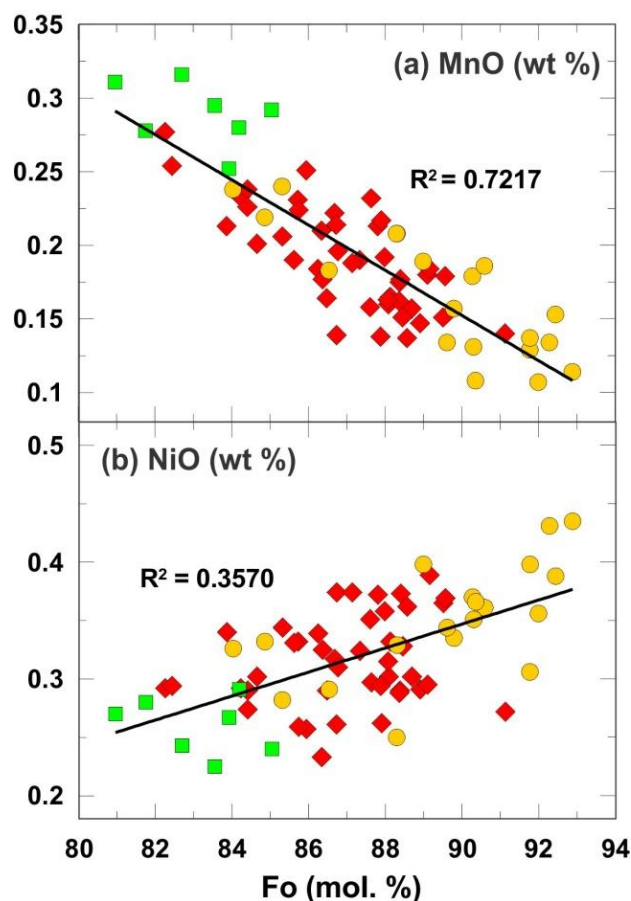 0.35
(a) MnO (wt %)
0.3
0.25
R² = 0.7217
0.2
0.15
0.1
0.5
(b) NiO (wt %)
0.4
R² = 0.3570
0.3
0.2
80 82 84 86 88 90 92 94
Fo (mol. %)